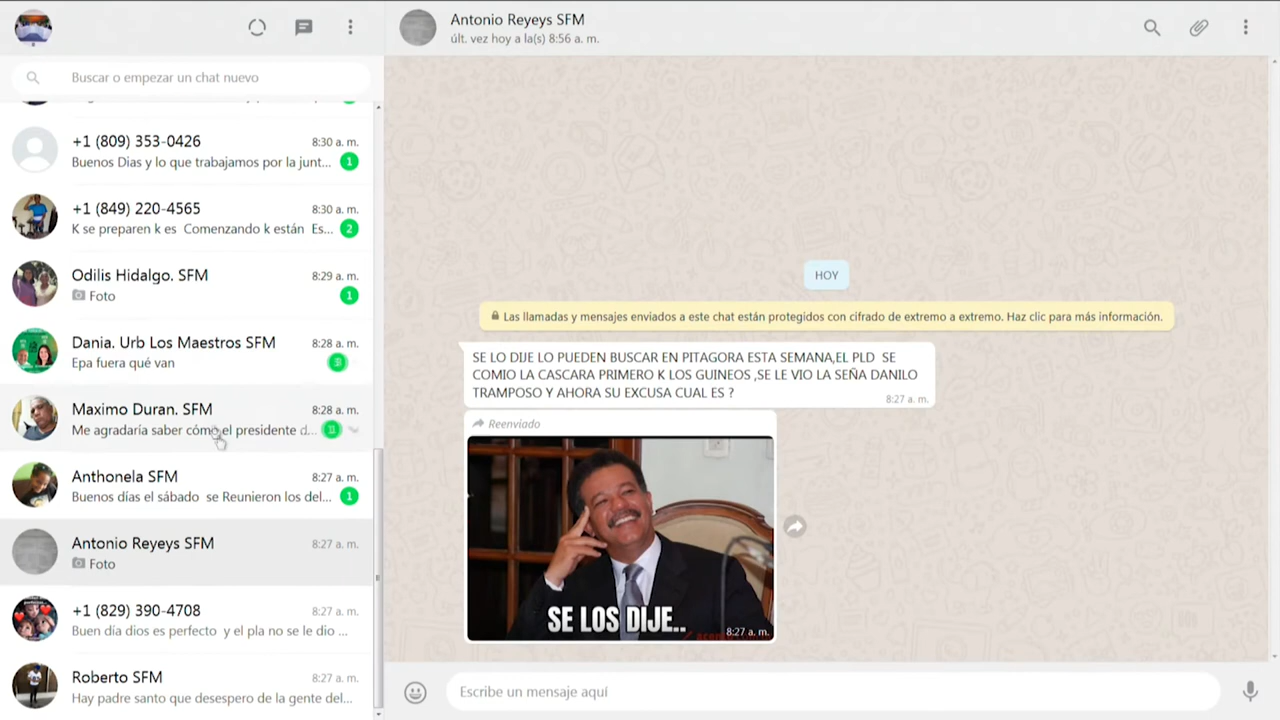 Buscar o empezar un chat nuevo
+1 (809) 353-0426
8:30 a. m.
Buenos Dias y lo que trabajamos por la junt...
1
+1 (849) 220-4565
8:30 a. m.
K se preparen k es Comenzando k están Es...
2
Odilis Hidalgo. SFM
8:29 a. m.
Foto
1
Dania. Urb Los Maestros SFM
8:28 a. m.
Epa fuera qué van
Maximo Duran. SFM
8:28 a. m.
Me agradaría saber cómo el presidente d...
11
Anthonela SFM
8:27 a. m.
Buenos días el sábado se Reunieron los del...
1
Antonio Reyeys SFM
8:27 a. m.
Foto
+1 (829) 390-4708
8:27 a. m.
Buen día dios es perfecto y el pla no se le dio ...
Roberto SFM
8:27 a. m.
Hay padre santo que desespero de la gente del...
Antonio Reyeys SFM
últ. vez hoy a la(s) 8:56 a. m.
HOY
Las llamadas y mensajes enviados a este chat están protegidos con cifrado de extremo a extremo. Haz clic para más información.
SE LO DIJE LO PUEDEN BUSCAR EN PITAGORA ESTA SEMANA,EL PLD SE
COMIO LA CASCARA PRIMERO K LOS GUINEOS ,SE LE VIO LA SEÑA DANILO
TRAMPOSO Y AHORA SU EXCUSA CUAL ES ?
8:27 a. m.
Reenviado
SE LOS DIJE..
8:27 a. m.
Escribe un mensaje aquí